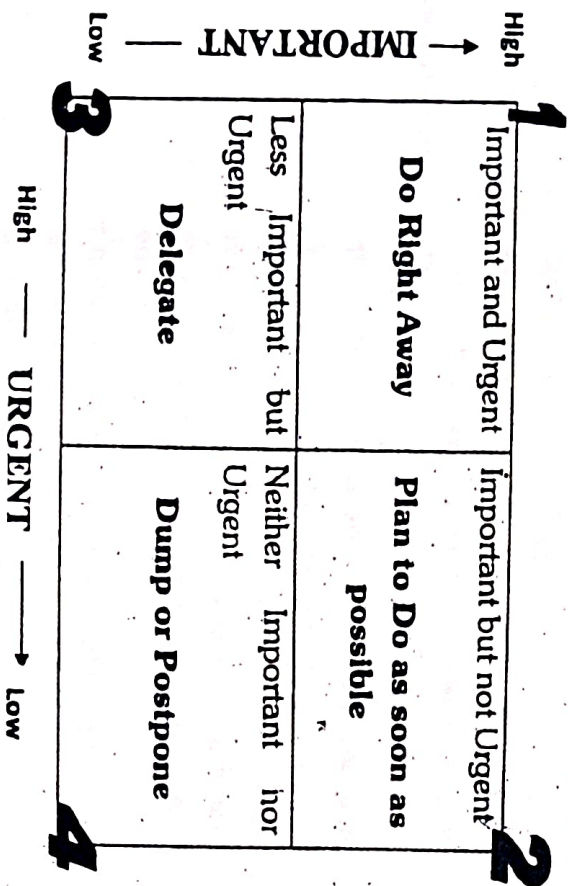 High
IMPORTANT
Low
1
Important and Urgent
Do Right Away
2
Important but not Urgent
Plan to Do as soon as
possible
3
Less Important but
Urgent
Delegate
4
Neither Important nor
Urgent
Dump or Postpone
High
URGENT
Low